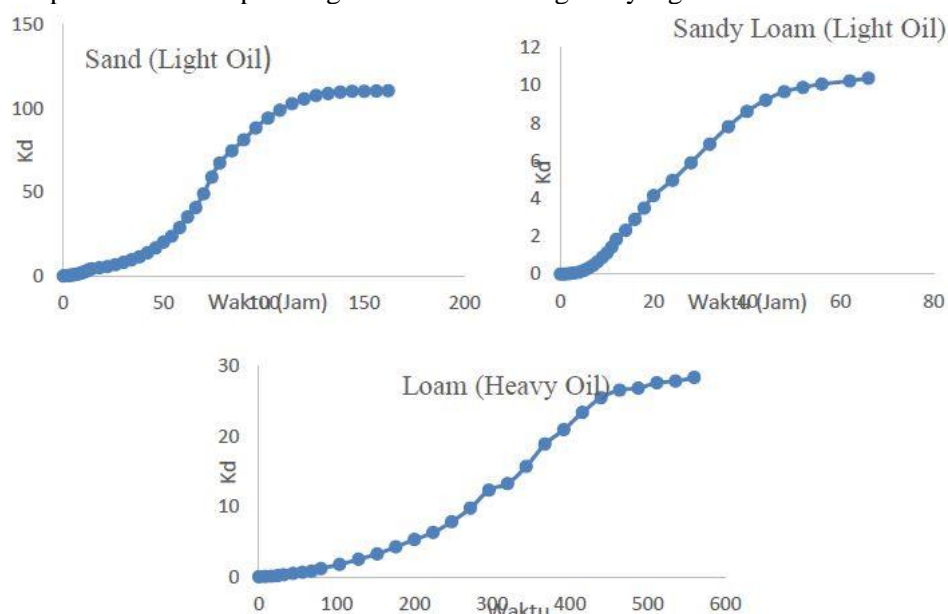 Sand (Light Oil)
150
100
50
0
Kd
0 50 100 150 200
Waktu (Jam)
Sandy Loam (Light Oil)
12
10
8
6
4
2
0
Kd
0 20 40 60 80
Waktu (Jam)
Loam (Heavy Oil)
30
20
10
0
Kd
0 100 200 300 400 500 600
Waktu